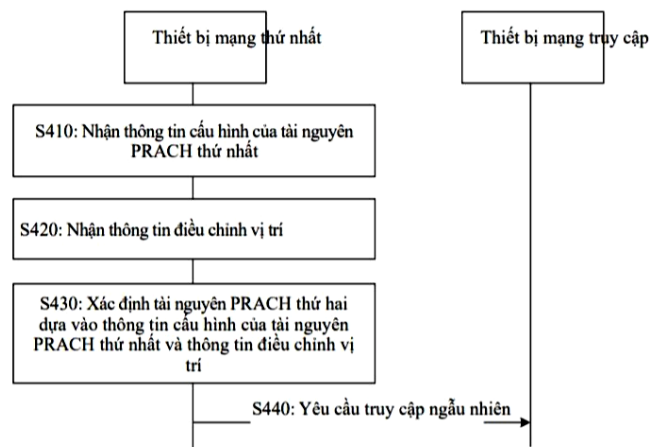 Thiết bị mạng thứ nhất
Thiết bị mạng truy cập
S410: Nhận thông tin cấu hình của tài nguyên
PRACH thứ nhất
S420: Nhận thông tin điều chỉnh vị trí
S430: Xác định tài nguyên PRACH thứ hai
dựa vào thông tin cấu hình của tài nguyên
PRACH thứ nhất và thông tin điều chỉnh vị
trí
S440: Yêu cầu truy cập ngẫu nhiên